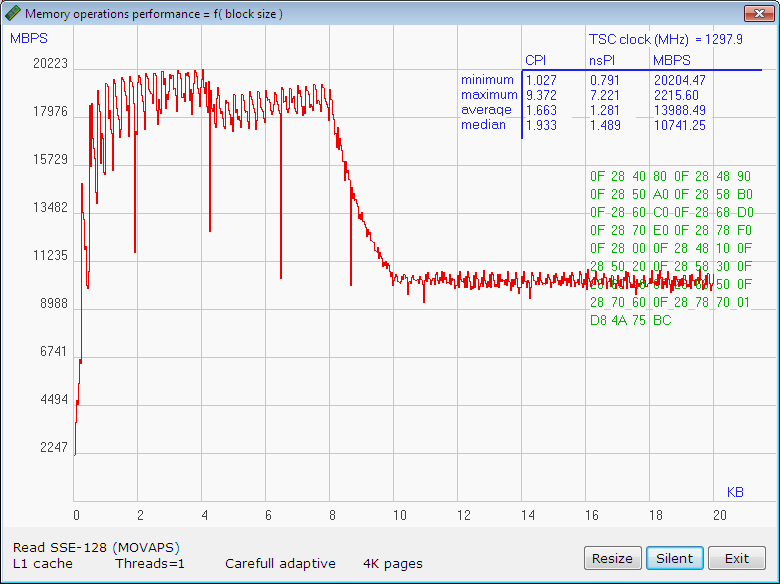 Memory operations performance = f( block size )
MBPS
TSC clock (MHz) = 1297.9
CPI nsPI MBPS
minimum 1.027 0.791 20204.47
maximum 9.372 7.221 2215.60
average 1.663 1.281 13988.49
median 1.933 1.489 10741.25
20223
17976
15729
13482
11235
8988
6741
4494
2247
0F 28 40 80 0F 28 48 90
0F 28 50 A0 0F 28 58 B0
0F 28 60 C0 0F 28 68 D0
0F 28 70 E0 0F 28 78 F0
0F 28 00 0F 28 48 10 0F
28 50 20 0F 28 58 30 0F
50 0F
28 70 60 0F 28 78 70 01
D8 4A 75 BC
KB
0 2 4 6 8 10 12 14 16 18 20
Read SSE-128 (MOVAPS)
L1 cache Threads=1 Carefull adaptive 4K pages
Resize Silent Exit